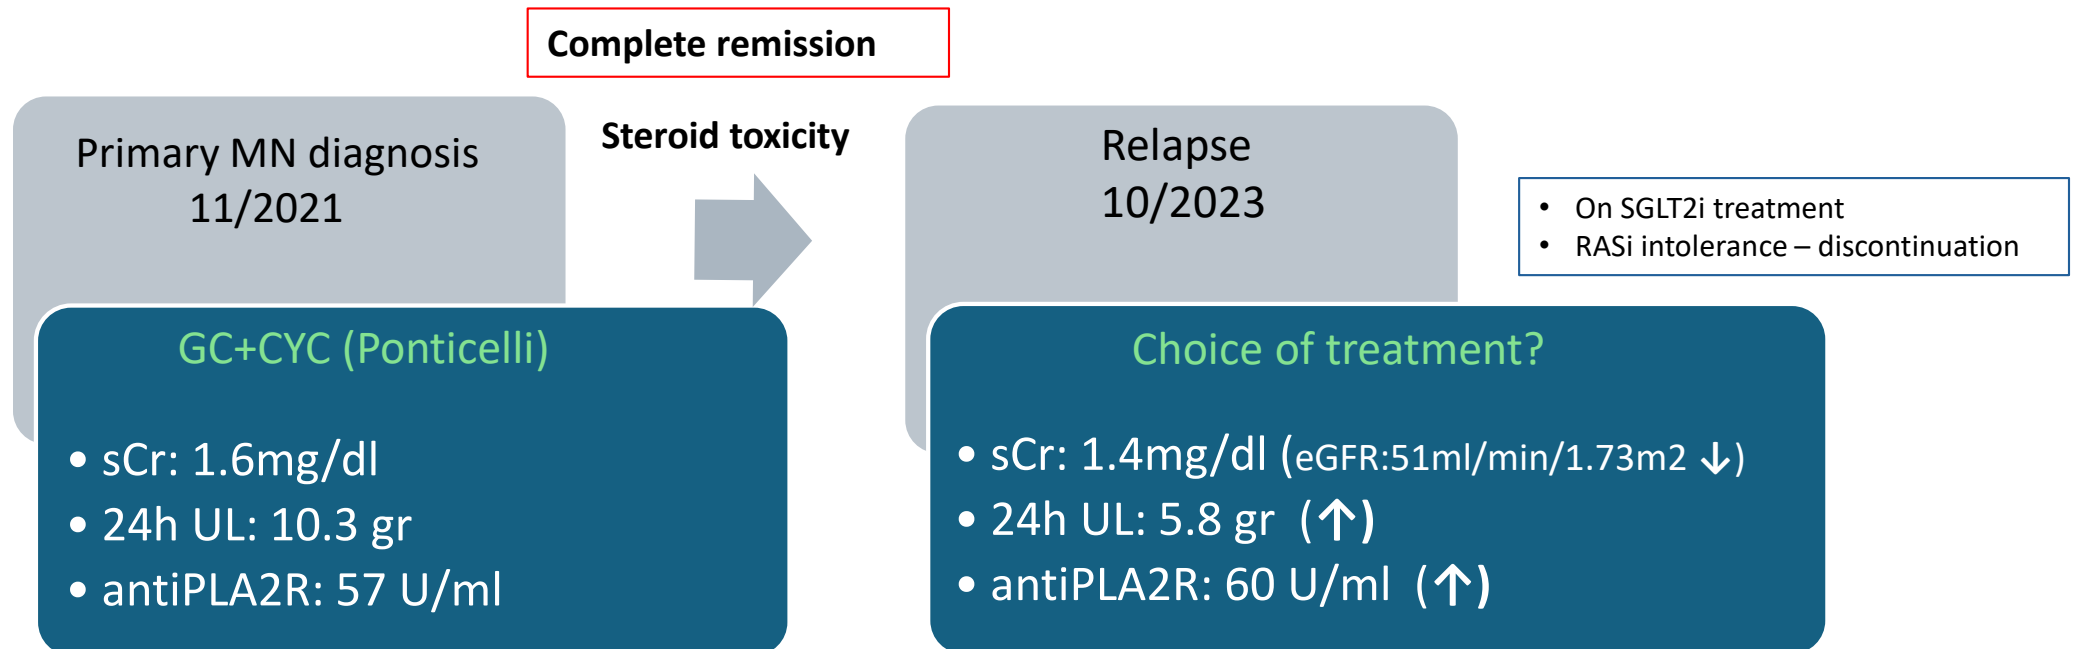 Complete remission
Primary MN diagnosis
11/2021
GC+CYC (Ponticelli)
• sCr: 1.6mg/dl
• 24h UL: 10.3 gr
• antiPLA2R: 57 U/ml
Steroid toxicity
Relapse
10/2023
Choice of treatment?
• sCr: 1.4mg/dl (eGFR:51ml/min/1.73m2 ↓)
• 24h UL: 5.8 gr (↑)
• antiPLA2R: 60 U/ml (↑)
• On SGLT2i treatment
• RASi intolerance – discontinuation